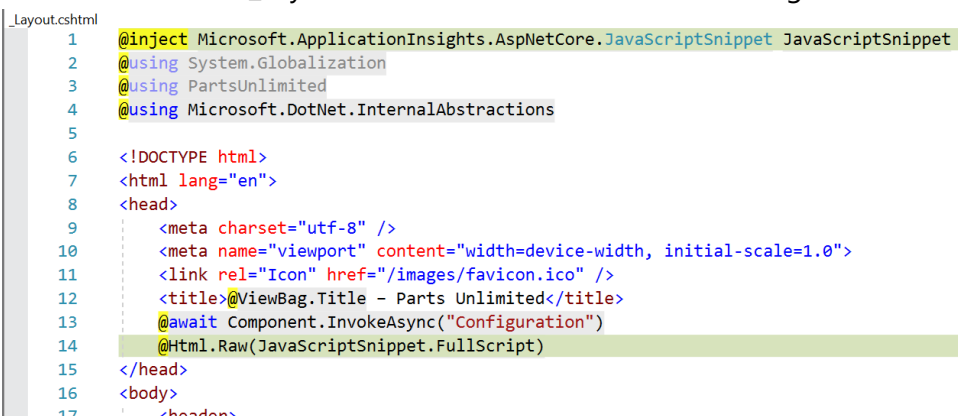 _Layout.cshtml
1 @inject Microsoft.ApplicationInsights.AspNetCore.JavaScriptSnippet JavaScriptSnippet
2 @using System.Globalization
3 @using PartsUnlimited
4 @using Microsoft.DotNet.InternalAbstractions
5
6 <!DOCTYPE html>
7 <html lang="en">
8 <head>
9 <meta charset="utf-8" />
10 <meta name="viewport" content="width=device-width, initial-scale=1.0">
11 <link rel="Icon" href="/images/favicon.ico" />
12 <title>@ViewBag.Title – Parts Unlimited</title>
13 @await Component.InvokeAsync("Configuration")
14 @Html.Raw(JavaScriptSnippet.FullScript)
15 </head>
16 <body>